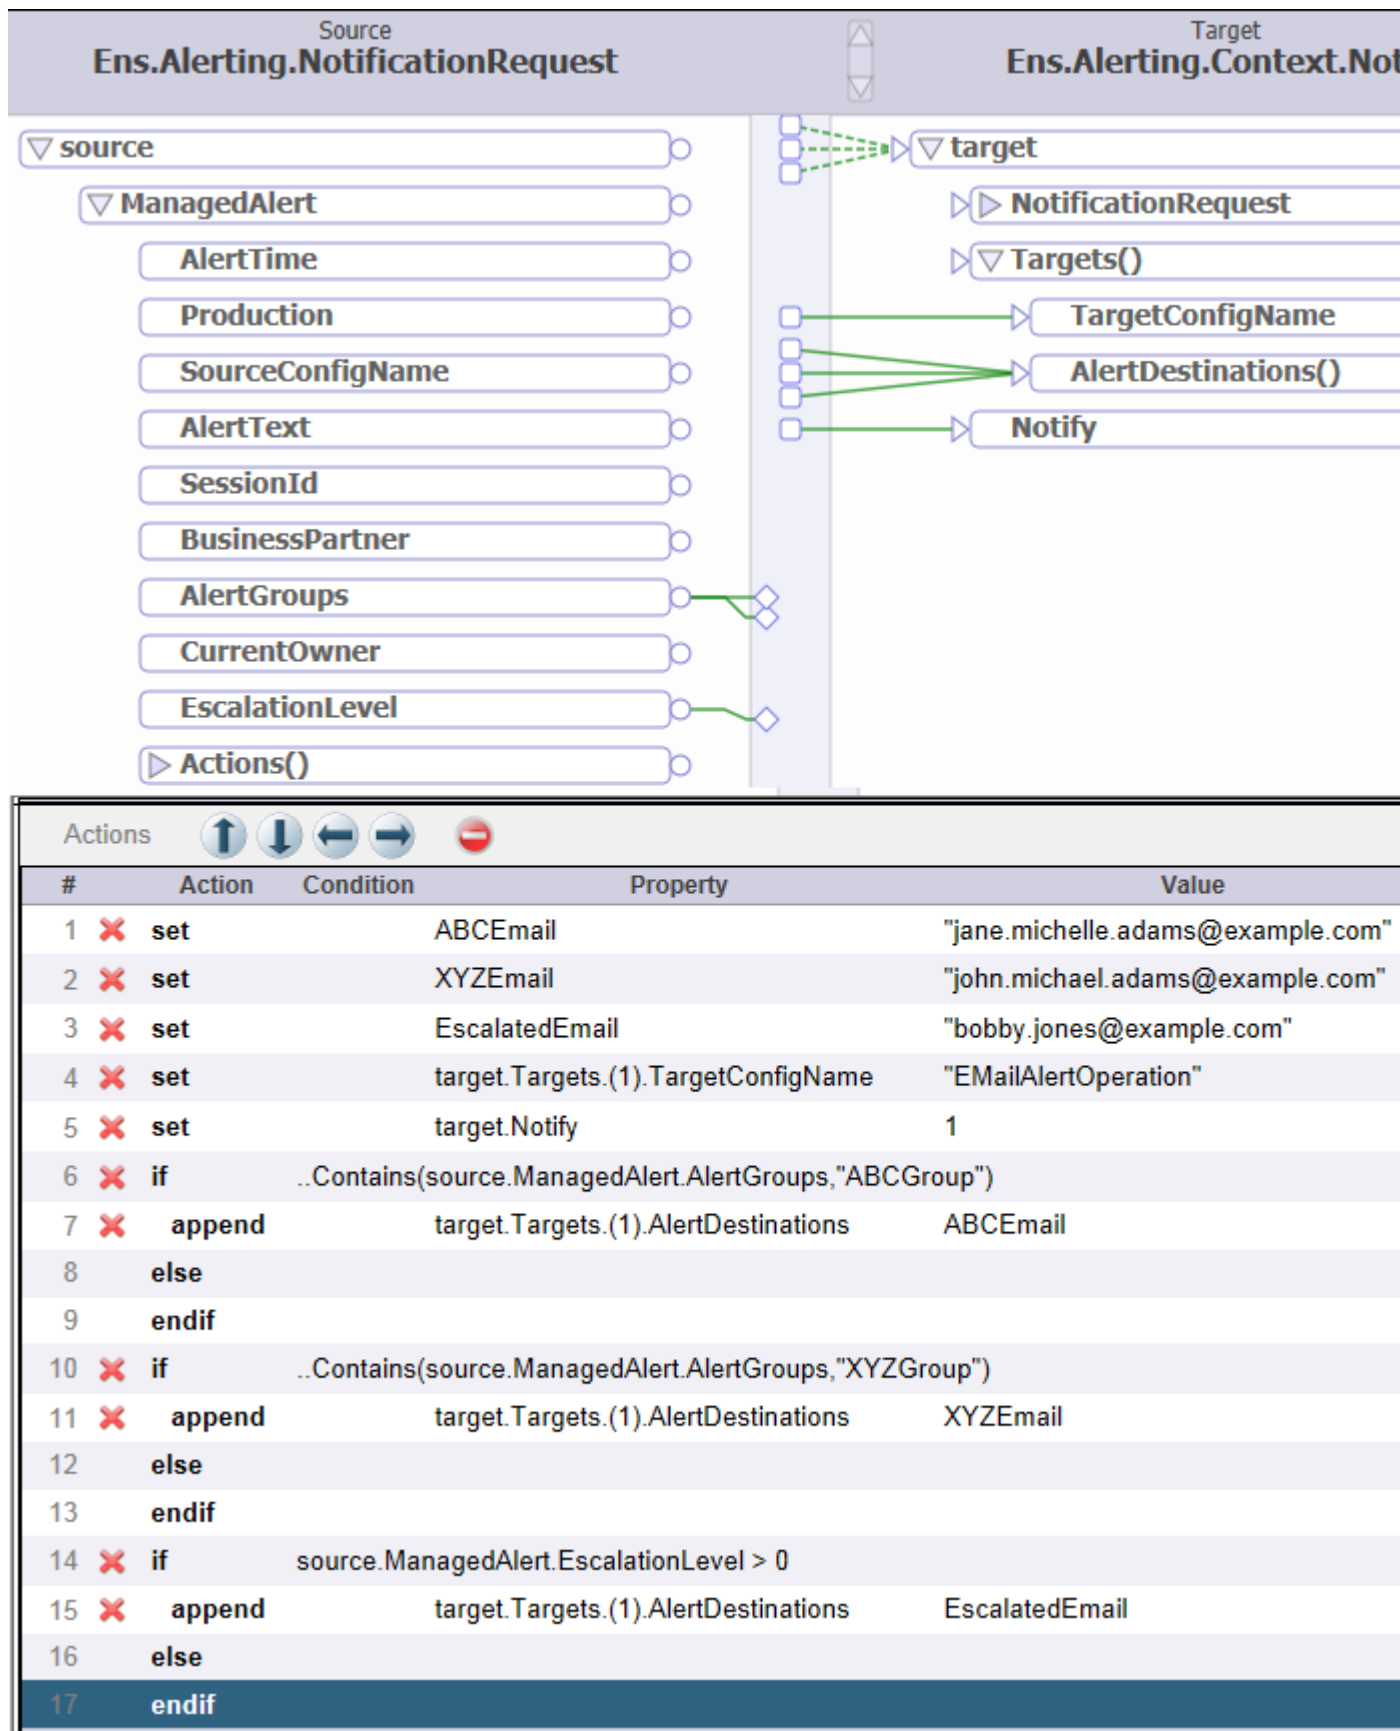 Source
Ens.Alerting.NotificationRequest
Target
Ens.Alerting.Context.Not
source
target
ManagedAlert
NotificationRequest
AlertTime
Targets()
Production
TargetConfigName
SourceConfigName
AlertDestinations()
AlertText
Notify
SessionId
BusinessPartner
AlertGroups
CurrentOwner
EscalationLevel
Actions()
Actions
# Action Condition Property Value
1 set ABCEmail "jane.michelle.adams@example.com"
2 set XYZEmail "john.michael.adams@example.com"
3 set EscalatedEmail "bobby.jones@example.com"
4 set target.Targets.(1).TargetConfigName "EMailAlertOperation"
5 set target.Notify 1
6 if ..Contains(source.ManagedAlert.AlertGroups,"ABCGroup")
7 append target.Targets.(1).AlertDestinations ABCEmail
8 else
9 endif
10 if ..Contains(source.ManagedAlert.AlertGroups,"XYZGroup")
11 append target.Targets.(1).AlertDestinations XYZEmail
12 else
13 endif
14 if source.ManagedAlert.EscalationLevel > 0
15 append target.Targets.(1).AlertDestinations EscalatedEmail
16 else
17 endif